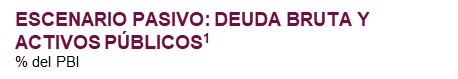 ESCENARIO PASIVO: DEUDA BRUTA Y
ACTIVOS PÚBLICOS¹
% del PBI